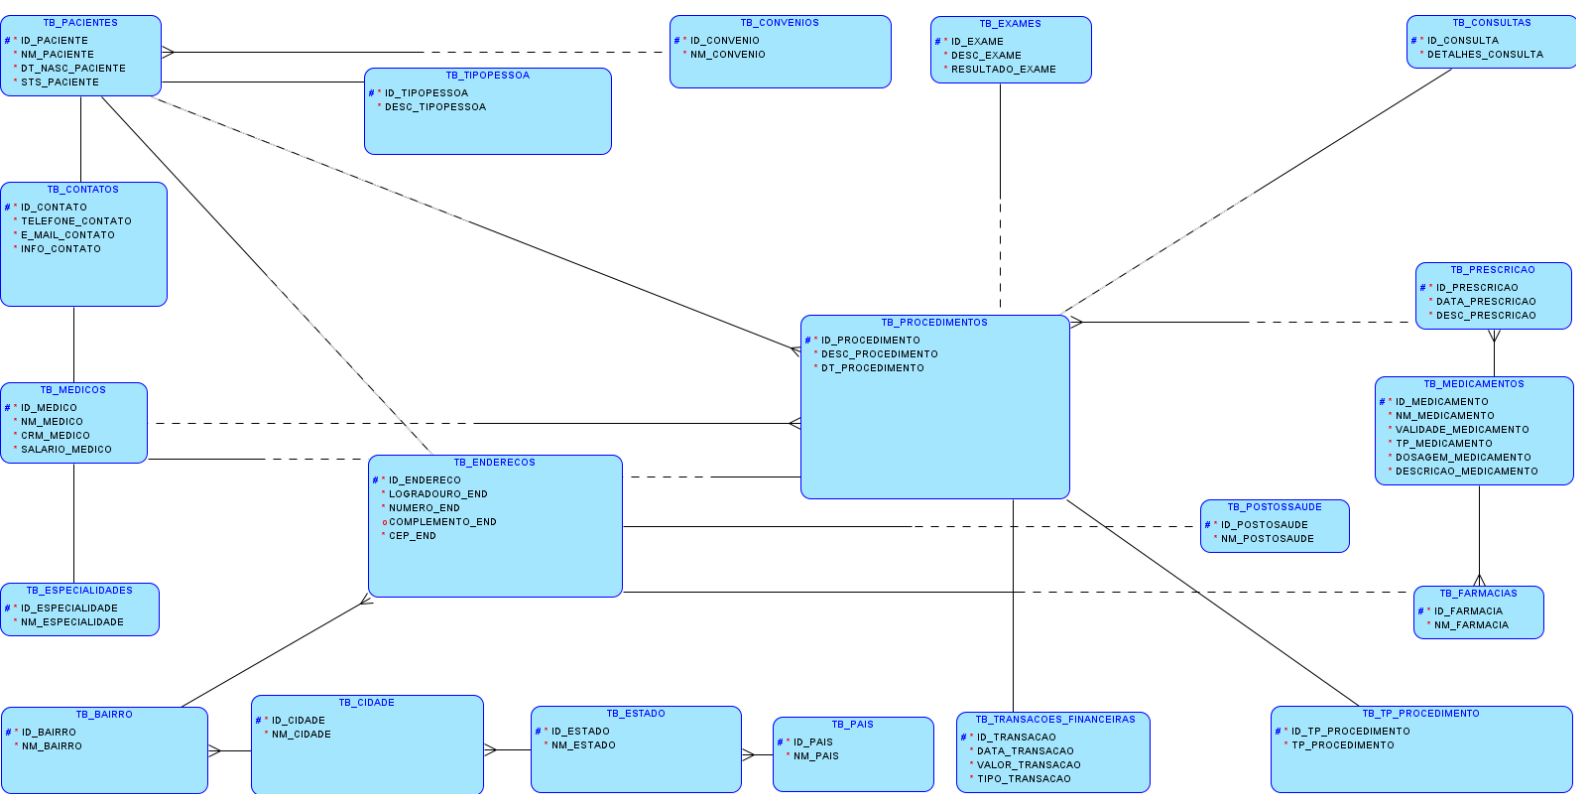 TB_PACIENTES
# * ID_PACIENTE
* NM_PACIENTE
* DT_NASC_PACIENTE
* STS_PACIENTE
TB_CONVENIOS
# * ID_CONVENIO
* NM_CONVENIO
TB_EXAMES
# * ID_EXAME
* DESC_EXAME
* RESULTADO_EXAME
TB_CONSULTAS
# * ID_CONSULTA
* DETALHES_CONSULTA
TB_TIPOPESSOA
# * ID_TIPOPESSOA
* DESC_TIPOPESSOA
TB_CONTATOS
# * ID_CONTATO
* TELEFONE_CONTATO
* E_MAIL_CONTATO
* INFO_CONTATO
TB_PRESCRICAO
# * ID_PRESCRICAO
* DATA_PRESCRICAO
* DESC_PRESCRICAO
TB_PROCEDIMENTOS
# * ID_PROCEDIMENTO
* DESC_PROCEDIMENTO
* DT_PROCEDIMENTO
TB_MEDICOS
# * ID_MEDICO
* NM_MEDICO
* CRM_MEDICO
* SALARIO_MEDICO
TB_MEDICAMENTOS
# * ID_MEDICAMENTO
* NM_MEDICAMENTO
* VALIDADE_MEDICAMENTO
* TP_MEDICAMENTO
* DOSAGEM_MEDICAMENTO
* DESCRICAO_MEDICAMENTO
TB_ENDERECOS
# * ID_ENDERECO
* LOGRADOURO_END
* NUMERO_END
o COMPLEMENTO_END
* CEP_END
TB_POSTOSSAUDE
# * ID_POSTOSAUDE
* NM_POSTOSAUDE
TB_ESPECIALIDADES
# * ID_ESPECIALIDADE
* NM_ESPECIALIDADE
TB_FARMACIAS
# * ID_FARMACIA
* NM_FARMACIA
TB_BAIRRO
# * ID_BAIRRO
* NM_BAIRRO
TB_CIDADE
# * ID_CIDADE
* NM_CIDADE
TB_ESTADO
# * ID_ESTADO
* NM_ESTADO
TB_PAIS
# * ID_PAIS
* NM_PAIS
TB_TRANSACOES_FINANCEIRAS
# * ID_TRANSACAO
* DATA_TRANSACAO
* VALOR_TRANSACAO
* TIPO_TRANSACAO
TB_TP_PROCEDIMENTO
# * ID_TP_PROCEDIMENTO
* TP_PROCEDIMENTO